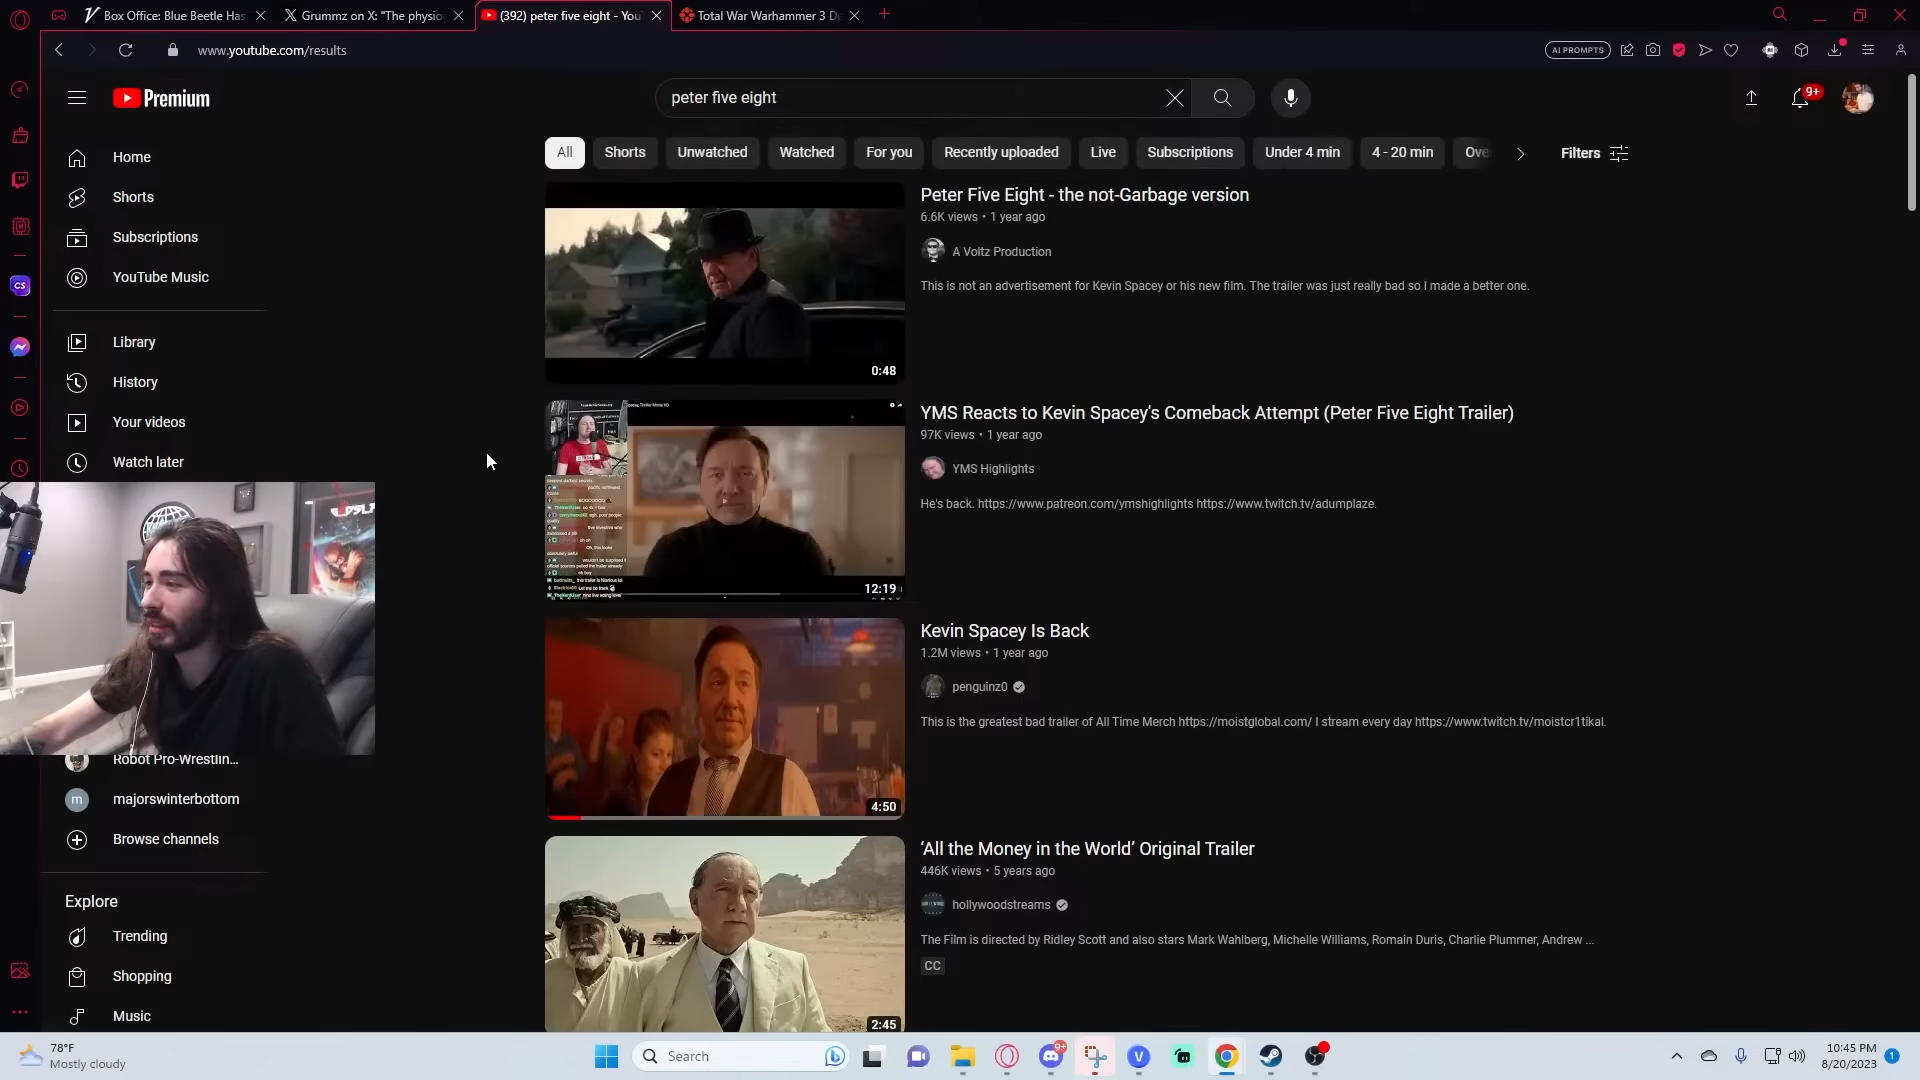 Box Office: Blue Beetle Has
Grummz on X: "The physio
(392) peter five eight - You
Total War Warhammer 3 De
www.youtube.com/results
AI PROMPTS
Premium
peter five eight
9+
Home
Shorts
Subscriptions
YouTube Music
Library
History
Your videos
Watch later
Robot Pro-Wrestlin...
m majorswinterbottom
Browse channels
Explore
Trending
Shopping
Music
All
Shorts
Unwatched
Watched
For you
Recently uploaded
Live
Subscriptions
Under 4 min
4 - 20 min
Ove
Filters
0:48
Peter Five Eight - the not-Garbage version
6.6K views • 1 year ago
A Voltz Production
This is not an advertisement for Kevin Spacey or his new film. The trailer was just really bad so I made a better one.
12:19
YMS Reacts to Kevin Spacey's Comeback Attempt (Peter Five Eight Trailer)
97K views • 1 year ago
YMS Highlights
He's back. https://www.patreon.com/ymshighlights https://www.twitch.tv/adumplaze.
4:50
Kevin Spacey Is Back
1.2M views • 1 year ago
penguinz0
This is the greatest bad trailer of All Time Merch https://moistglobal.com/ I stream every day https://www.twitch.tv/moistcr1tikal.
2:45
‘All the Money in the World’ Original Trailer
446K views • 5 years ago
hollywoodstreams
The Film is directed by Ridley Scott and also stars Mark Wahlberg, Michelle Williams, Romain Duris, Charlie Plummer, Andrew ...
CC
CS
78°F
Mostly cloudy
Search
9+
10:45 PM
8/20/2023
1